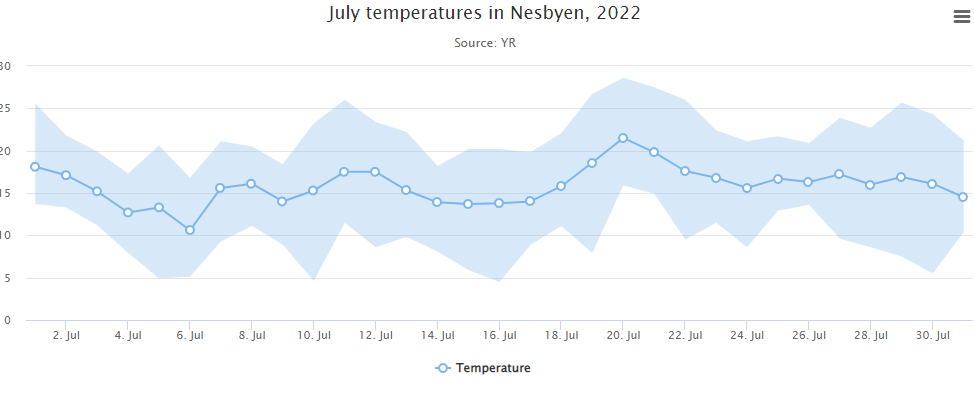 July temperatures in Nesbyen, 2022
Source: YR
30
25
20
15
10
5
0
2. Jul 4. Jul 6. Jul 8. Jul 10. Jul 12. Jul 14. Jul 16. Jul 18. Jul 20. Jul 22. Jul 24. Jul 26. Jul 28. Jul 30. Jul
Temperature